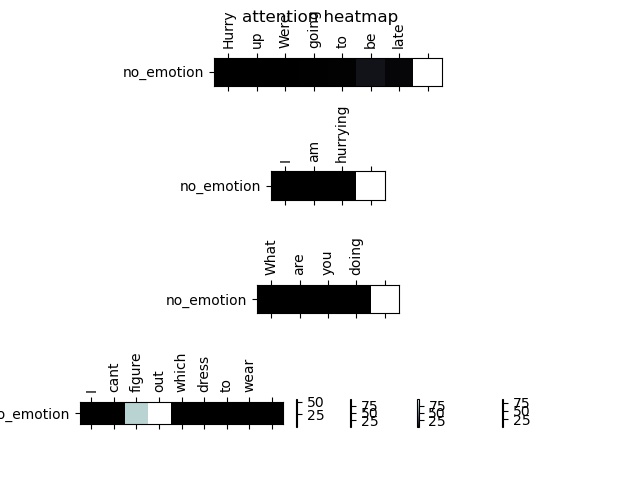 attention heatmap
Hurry up Were going to be late
no_emotion
I am hurrying
no_emotion
What are you doing
no_emotion
I cant figure out which dress to wear
o_emotion
50 75 75 75
25 50 50 50
25 25 25